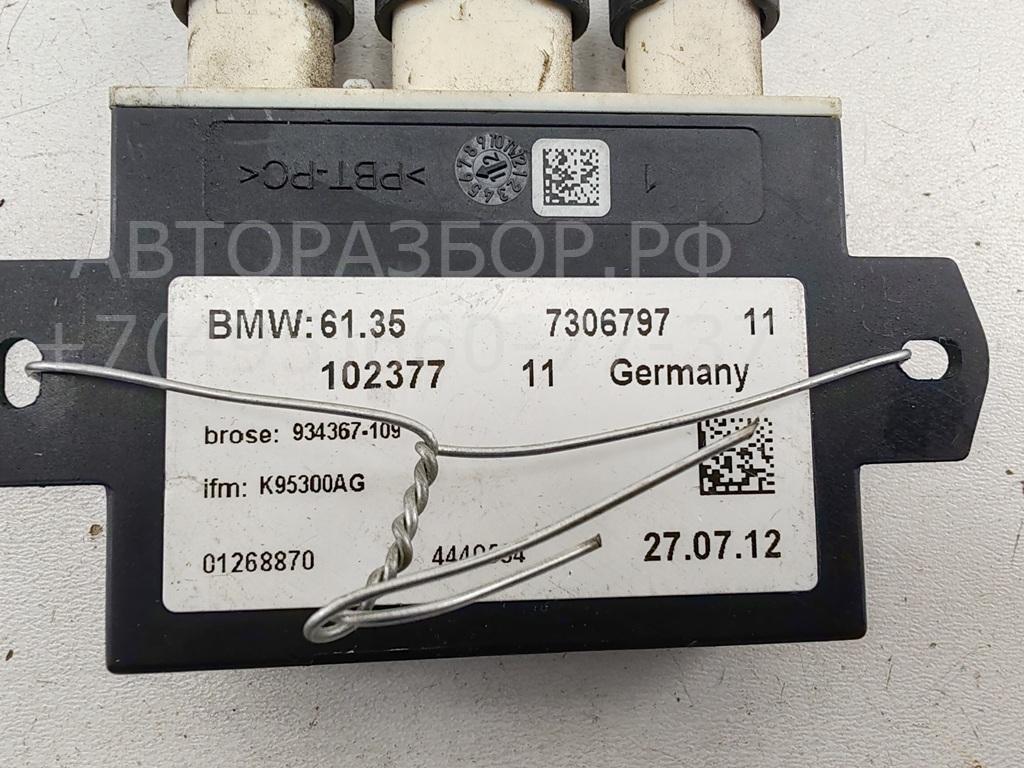 >PBT-PC<
1
АВТОРАЗБОР.РФ
BMW: 61.35 7306797 11
102377 11 Germany
brose: 934367-109
ifm: K95300AG
01268870 27.07.12